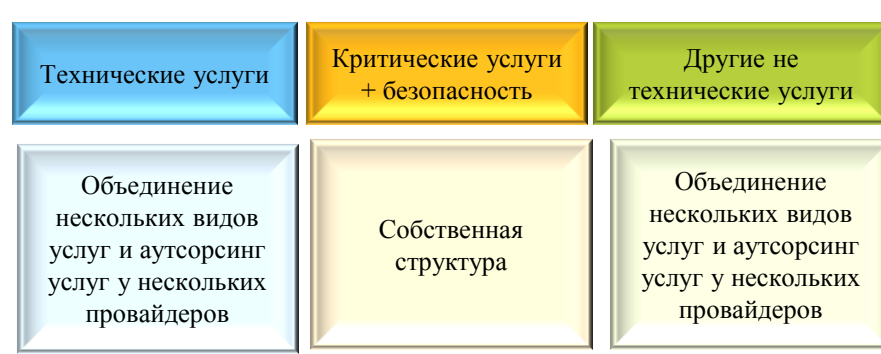 Технические услуги
Критические услуги
+ безопасность
Другие не
технические услуги
Объединение
нескольких видов
услуг и аутсорсинг
услуг у нескольких
провайдеров
Собственная
структура
Объединение
нескольких видов
услуг и аутсорсинг
услуг у нескольких
провайдеров